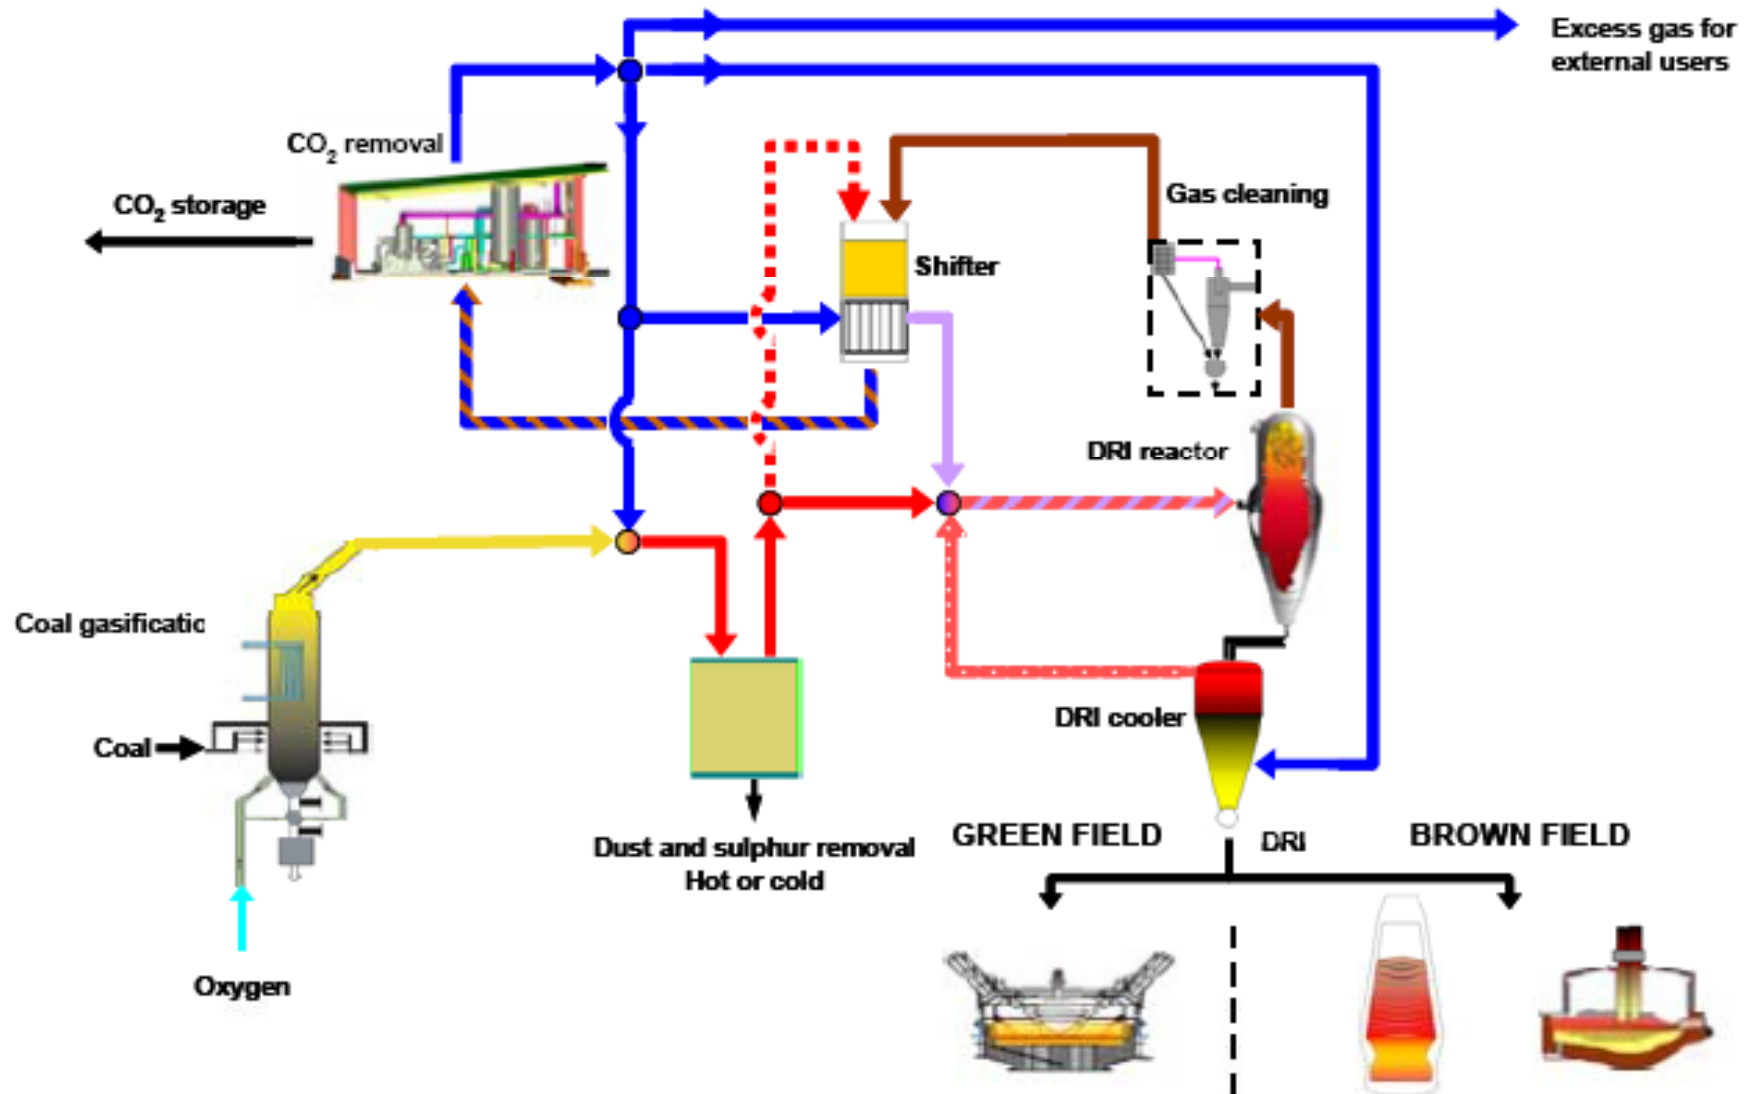 Excess gas for
external users
CO2 removal
CO2 storage
Gas cleaning
Shifter
DRI reactor
Coal gasificatic
DRI cooler
Coal
GREEN FIELD
DRI
BROWN FIELD
Dust and sulphur removal
Hot or cold
Oxygen